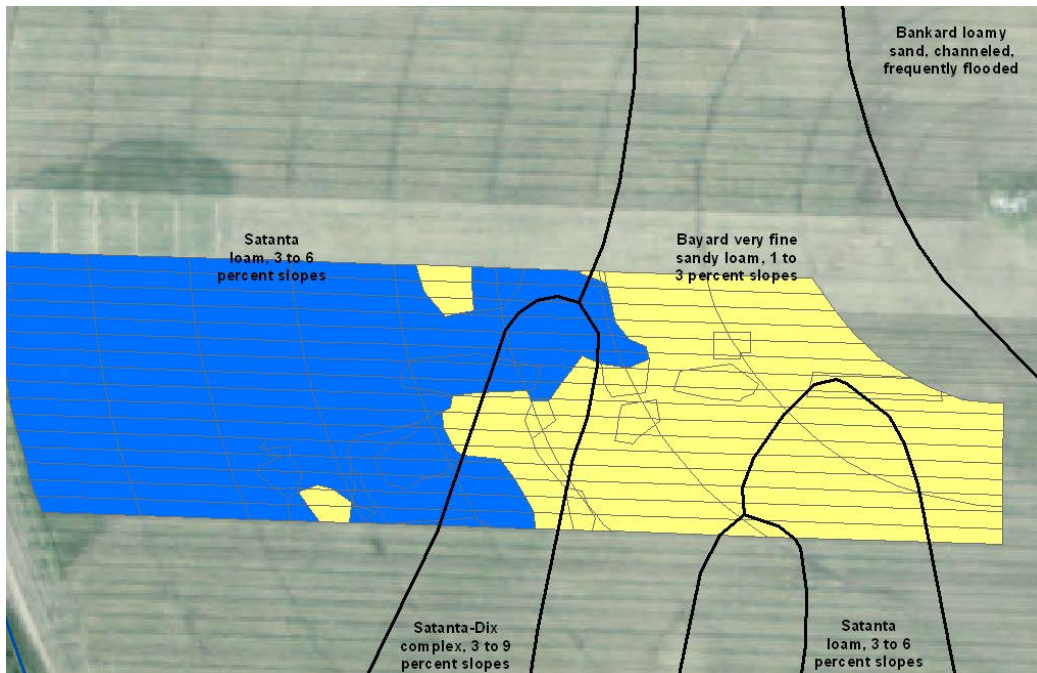 Bankard loamy
sand, channeled,
frequently flooded
Satanta
loam, 3 to 6
percent slopes
Bayard very fine
sandy loam, 1 to
3 percent slopes
Satanta-Dix
complex, 3 to 9
percent slopes
Satanta
loam, 3 to 6
percent slopes